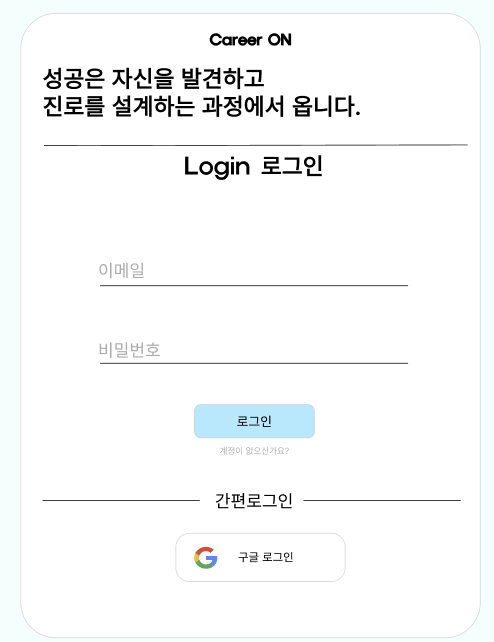 Career ON
성공은 자신을 발견하고
진로를 설계하는 과정에서 옵니다.
Login 로그인
이메일
비밀번호
로그인
계정이 없으신가요?
간편로그인
구글 로그인